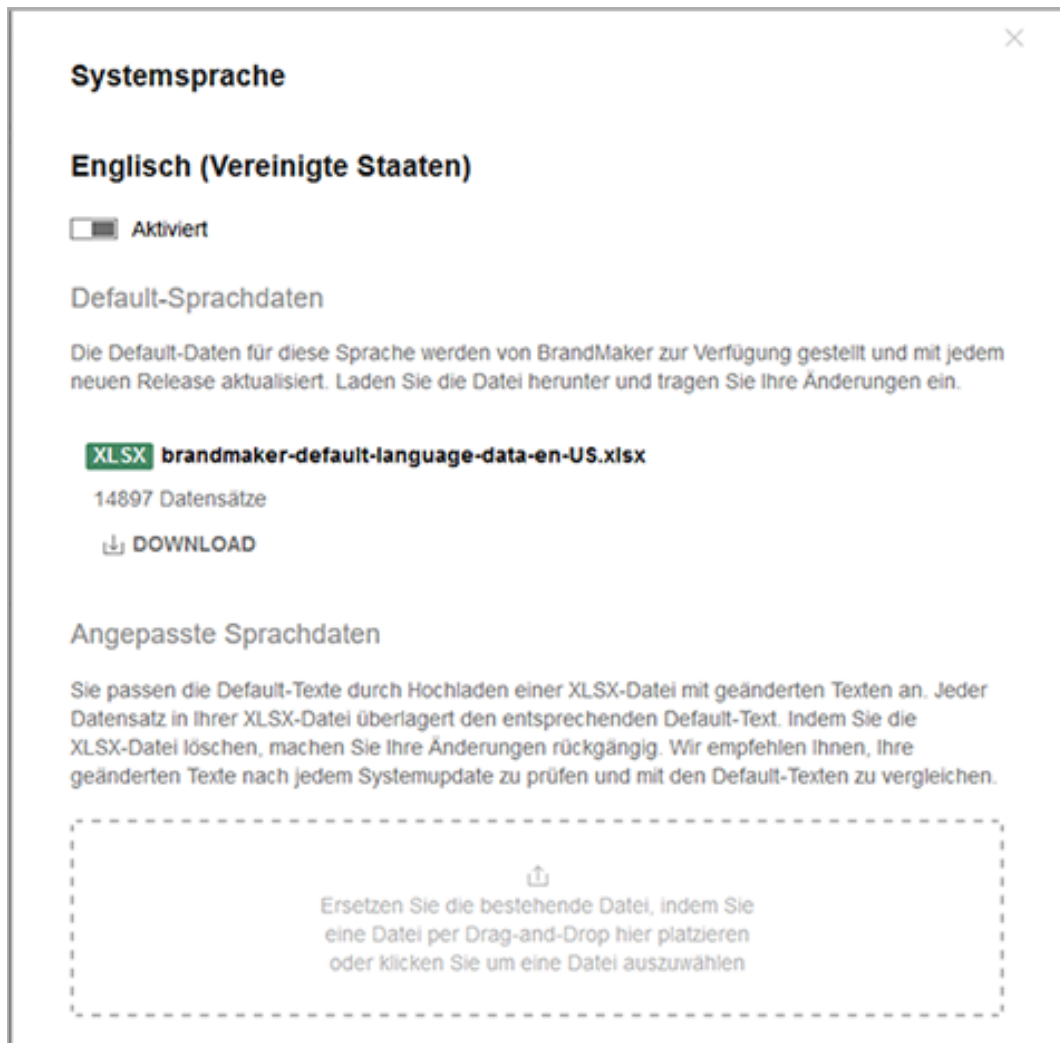 Systemsprache
Englisch (Vereinigte Staaten)
Aktiviert
Default-Sprachdaten
Die Default-Daten für diese Sprache werden von BrandMaker zur Verfügung gestellt und mit jedem
neuen Release aktualisiert. Laden Sie die Datei herunter und tragen Sie Ihre Änderungen ein.
XLSX brandmaker-default-language-data-en-US.xlsx
14897 Datensätze
DOWNLOAD
Angepasste Sprachdaten
Sie passen die Default-Texte durch Hochladen einer XLSX-Datei mit geänderten Texten an. Jeder
Datensatz in Ihrer XLSX-Datei überlagert den entsprechenden Default-Text. Indem Sie die
XLSX-Datei löschen, machen Sie Ihre Änderungen rückgängig. Wir empfehlen Ihnen, Ihre
geänderten Texte nach jedem Systemupdate zu prüfen und mit den Default-Texten zu vergleichen.
Ersetzen Sie die bestehende Datei, indem Sie
eine Datei per Drag-and-Drop hier platzieren
oder klicken Sie um eine Datei auszuwählen